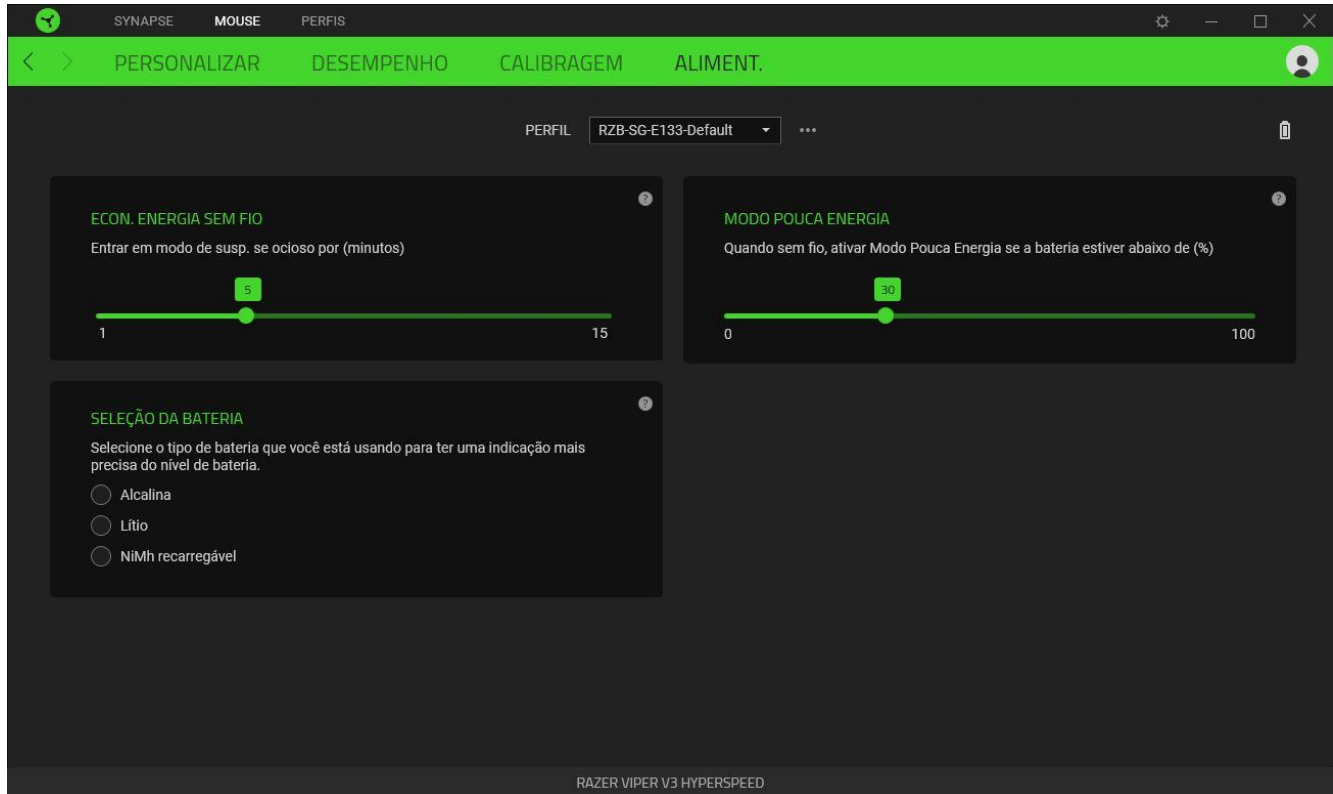 SYNAPSE MOUSE PERFIS
PERSONALIZAR DESEMPENHO CALIBRAGEM ALIMENT.
PERFIL RZB-SG-E133-Default
ECON. ENERGIA SEM FIO
Entrar em modo de susp. se ocioso por (minutos)
5
1 15
MODO POUCA ENERGIA
Quando sem fio, ativar Modo Pouca Energia se a bateria estiver abaixo de (%)
30
0 100
SELEÇÃO DA BATERIA
Selecione o tipo de bateria que você está usando para ter uma indicação mais
precisa do nível de bateria.
Alcalina
Lítio
NiMh recarregável
RAZER VIPER V3 HYPERSPEED